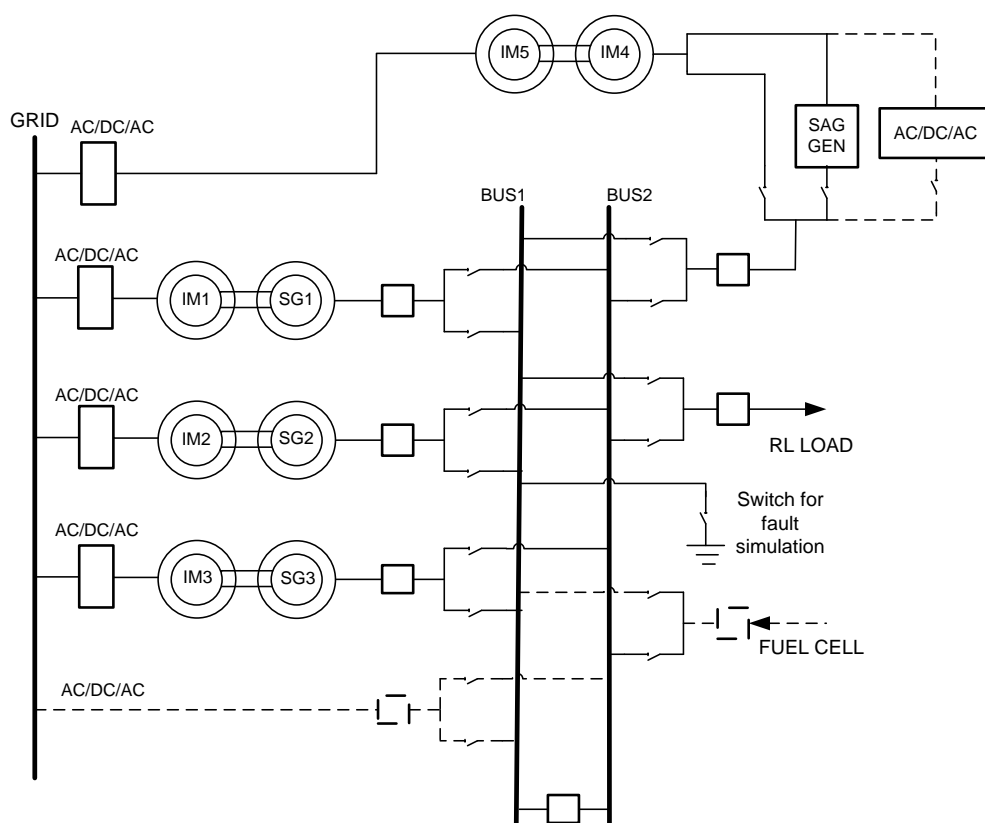 IM5
IM4
GRID
AC/DC/AC
SAG
GEN
AC/DC/AC
BUS1
BUS2
AC/DC/AC
IM1
SG1
AC/DC/AC
IM2
SG2
RL LOAD
Switch for
fault
simulation
AC/DC/AC
IM3
SG3
FUEL CELL
AC/DC/AC